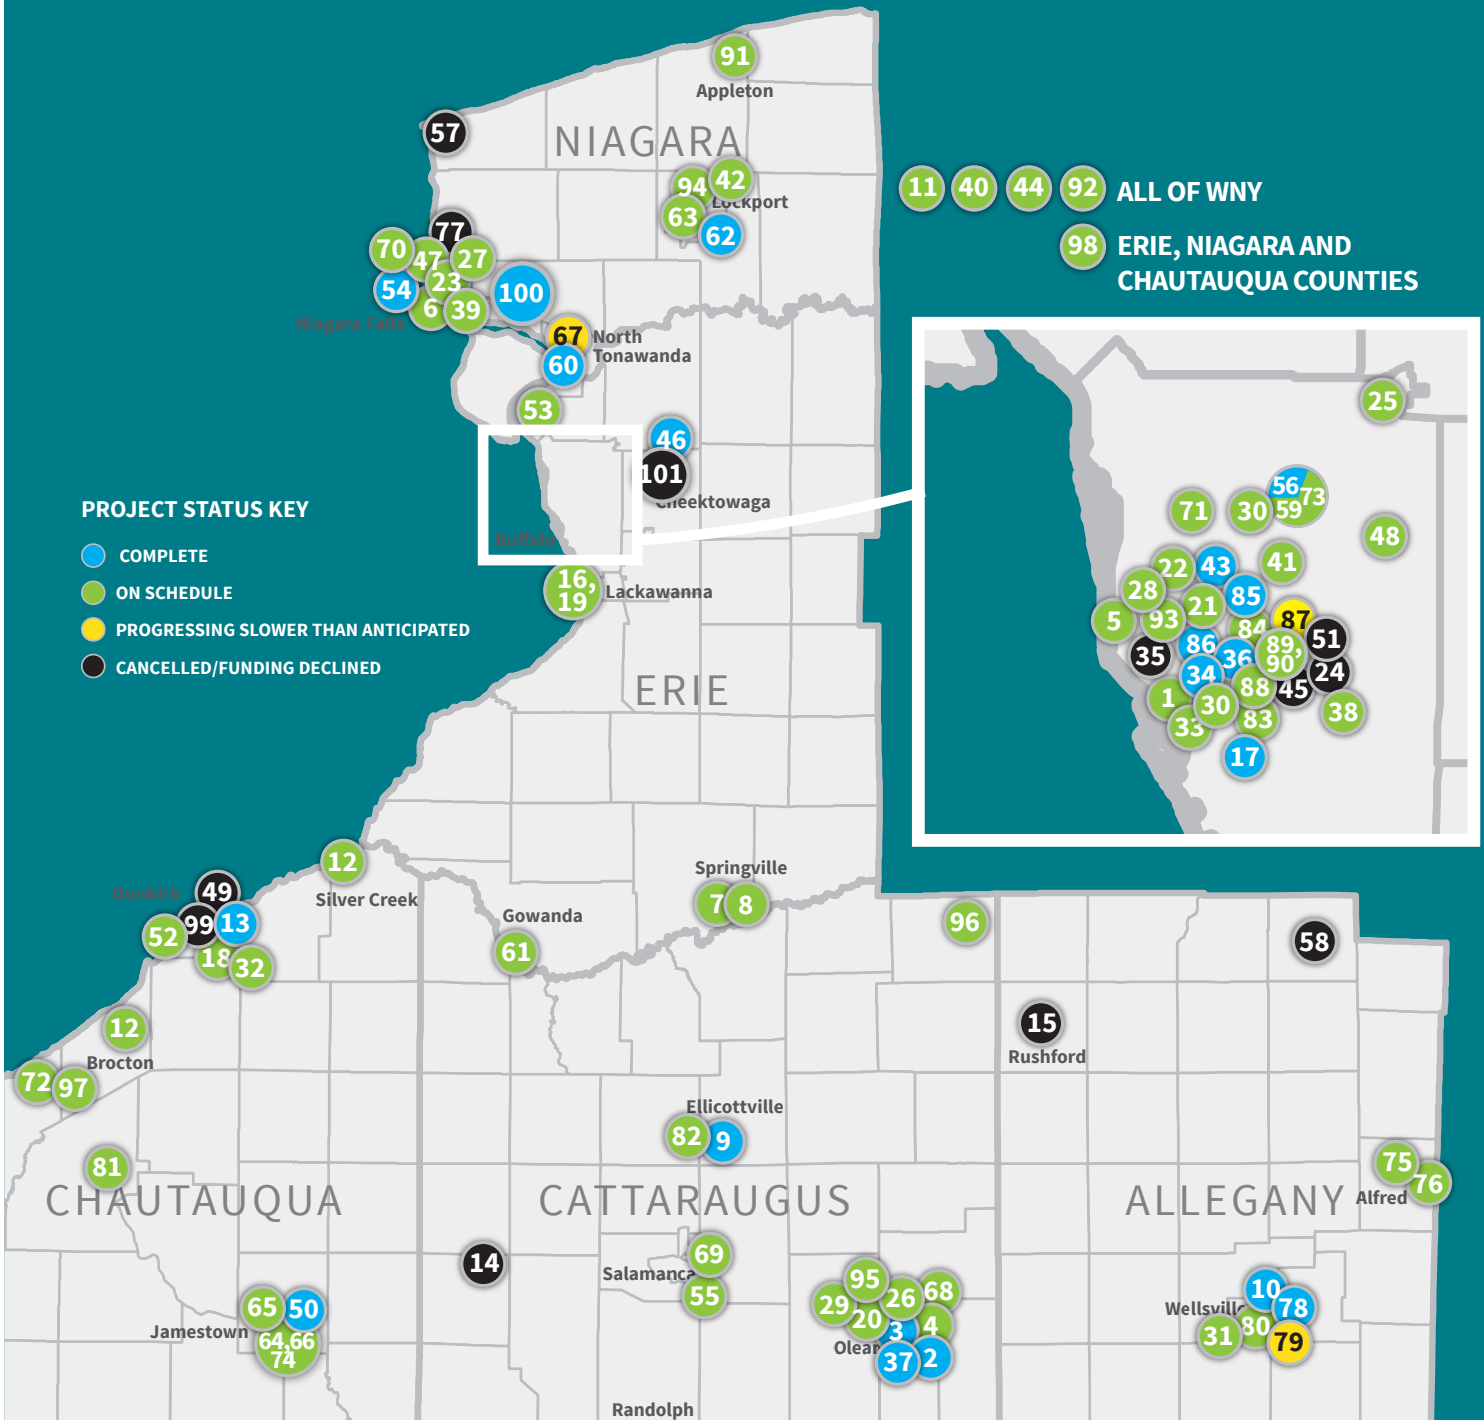 91
Appleton
57
NIAGARA
94 42
Lockport
63
62
11 40 44 92 ALL OF WNY
98 ERIE, NIAGARA AND
CHAUTAUQUA COUNTIES
77
70
47 27
23
54
100
6 39
Niagara Falls
67 North
Tonawanda
60
53
46
101
Cheektowaga
Buffalo
16,
19
Lackawanna
PROJECT STATUS KEY
COMPLETE
ON SCHEDULE
PROGRESSING SLOWER THAN ANTICIPATED
CANCELLED/FUNDING DECLINED
25
56
73
59
71 30
48
22 43 41
28
85
21
5 93
84 87
51
86
89,
90
35 36
34 24
88 45
1
30
38
33 83
17
ERIE
12
Silver Creek
Dunkirk 49
99 13
52
18
32
Springville
7 8
Gowanda
61
96
58
15
Rushford
12
Brocton
72 97
Ellicottville
82 9
81
CHAUTAUQUA
CATTARAUGUS
ALLEGANY
75
76
Alfred
14
69
Salamanca
55
65 50
Jamestown
64,66
74
95
68
29 26
20
3 4
Olean
37 2
10
78
Wellsville
80
31
79
Randolph